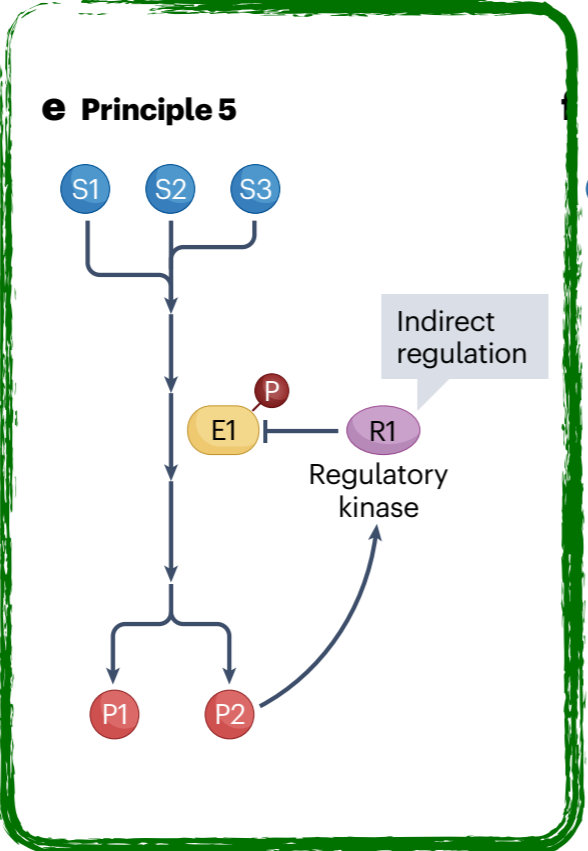 e Principle 5
S1 S2 S3
Indirect
regulation
P
E1
R1
Regulatory
kinase
P1 P2